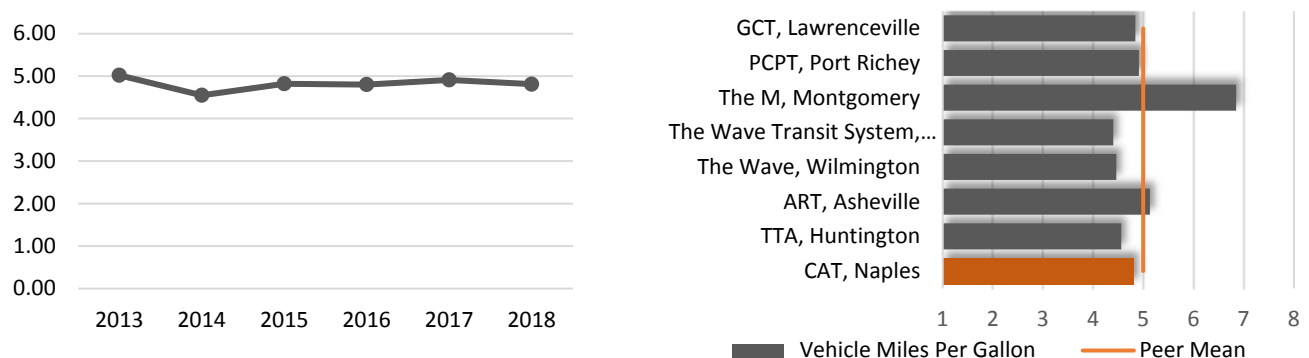 6.00
5.00
4.00
3.00
2.00
1.00
0.00
2013 2014 2015 2016 2017 2018
GCT, Lawrenceville
PCPT, Port Richey
The M, Montgomery
The Wave Transit System,...
The Wave, Wilmington
ART, Asheville
TTA, Huntington
CAT, Naples
1 2 3 4 5 6 7 8
Vehicle Miles Per Gallon Peer Mean